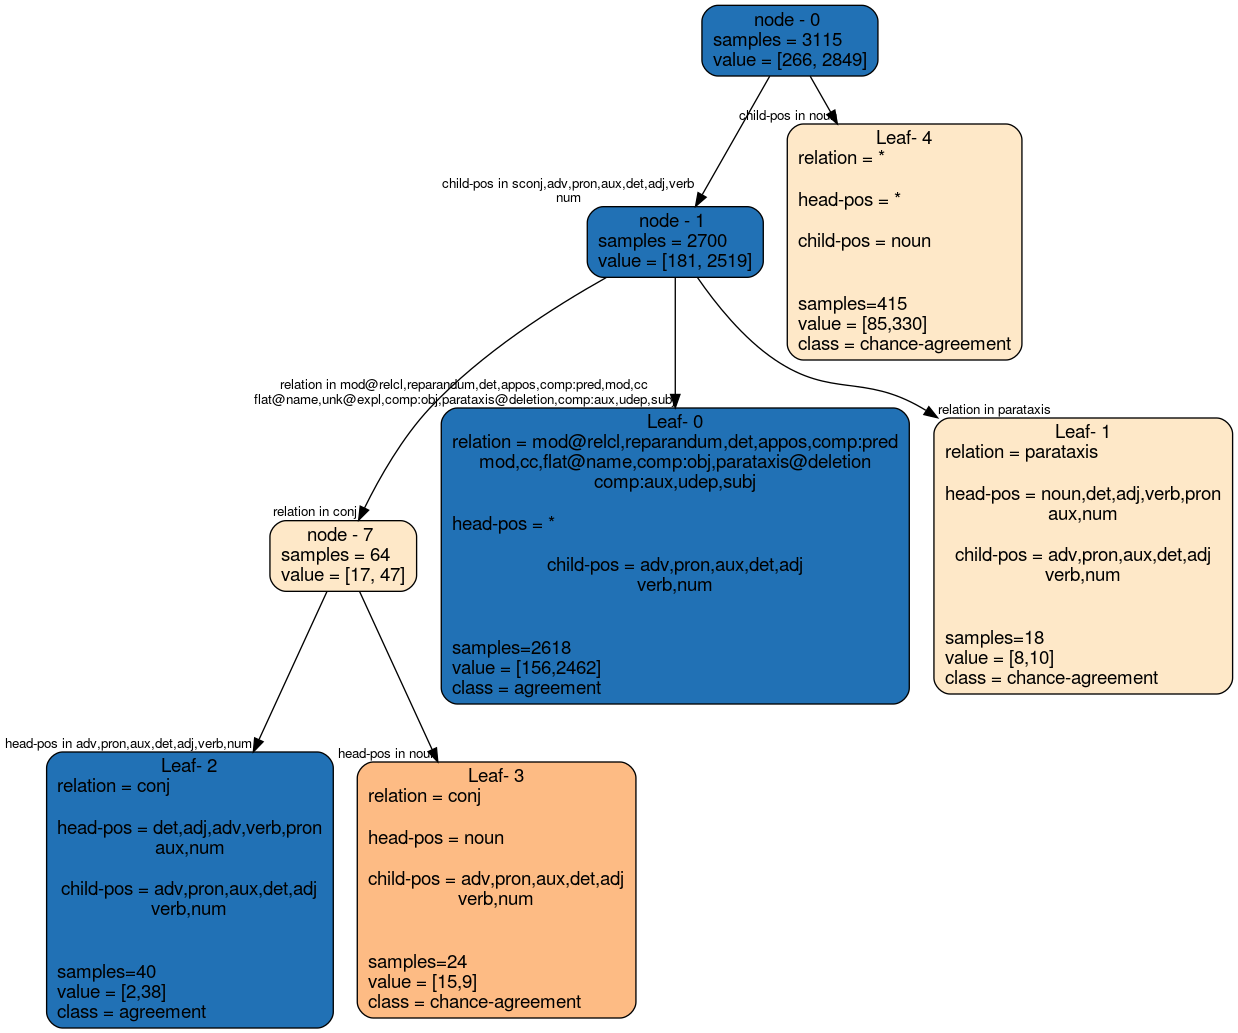 node - 0
samples = 3115
value = [266, 2849]
child-pos in noun
Leaf- 4
relation = *
head-pos = *
child-pos = noun
samples=415
value = [85,330]
class = chance-agreement
child-pos in sconj,adv,pron,aux,det,adj,verb
num
node - 1
samples = 2700
value = [181, 2519]
relation in mod@relcl,reparandum,det,appos,comp:pred,mod,cc
flat@name,unk@expl,comp:obj,parataxis@deletion,comp:aux,udep,subj
Leaf- 0
relation = mod@relcl,reparandum,det,appos,comp:pred
mod,cc,flat@name,comp:obj,parataxis@deletion
comp:aux,udep,subj
head-pos = *
child-pos = adv,pron,aux,det,adj
verb,num
samples=2618
value = [156,2462]
class = agreement
relation in parataxis
Leaf- 1
relation = parataxis
head-pos = noun,det,adj,verb,pron
aux,num
child-pos = adv,pron,aux,det,adj
verb,num
samples=18
value = [8,10]
class = chance-agreement
relation in conj
node - 7
samples = 64
value = [17, 47]
head-pos in adv,pron,aux,det,adj,verb,num
Leaf- 2
relation = conj
head-pos = det,adj,adv,verb,pron
aux,num
child-pos = adv,pron,aux,det,adj
verb,num
samples=40
value = [2,38]
class = agreement
head-pos in noun
Leaf- 3
relation = conj
head-pos = noun
child-pos = adv,pron,aux,det,adj
verb,num
samples=24
value = [15,9]
class = chance-agreement